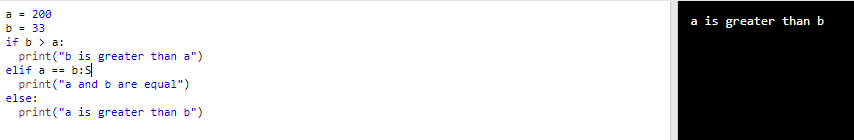 a = 200
b = 33
if b > a:
  print("b is greater than a")
elif a == b:S
  print("a and b are equal")
else:
  print("a is greater than b")
a is greater than b